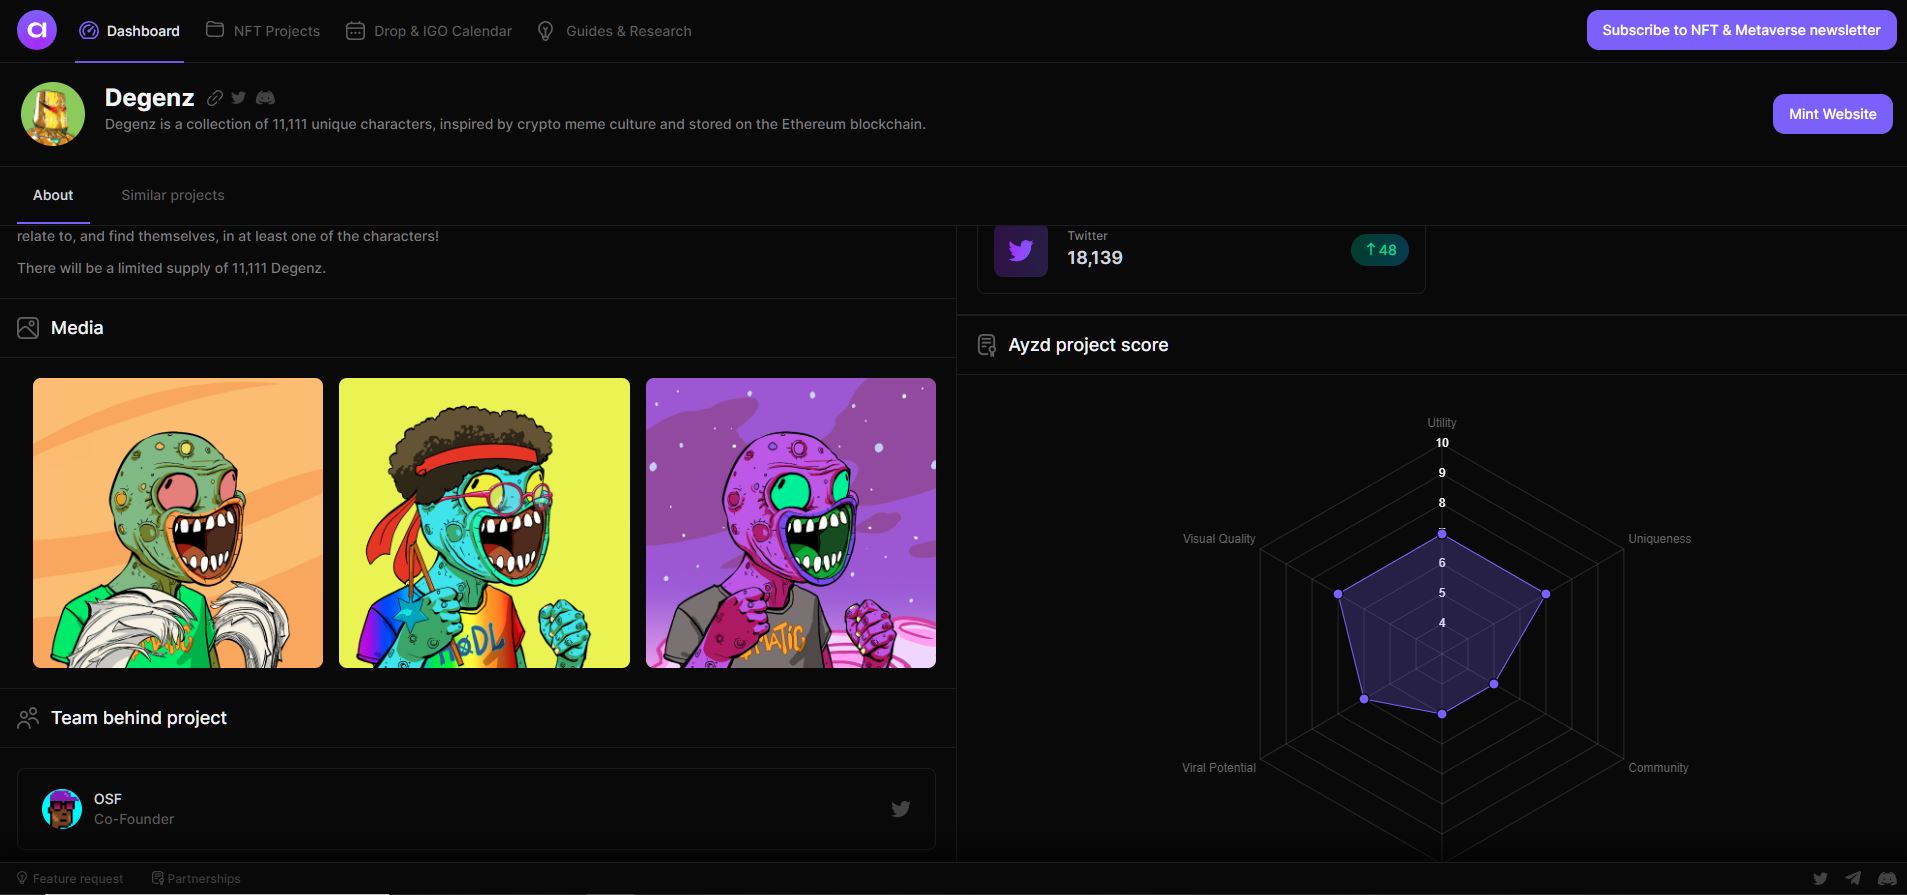 a
Dashboard
NFT Projects
Drop & IGO Calendar
Guides & Research
Subscribe to NFT & Metaverse newsletter
Degenz
Degenz is a collection of 11,111 unique characters, inspired by crypto meme culture and stored on the Ethereum blockchain.
Mint Website
About
Similar projects
relate to, and find themselves, in at least one of the characters!
There will be a limited supply of 11,111 Degenz.
Twitter
18,139
↑48
Media
HØDL
MATIC
Ayzd project score
Utility
10
9
8
6
5
4
Visual Quality
Uniqueness
Viral Potential
Community
Team behind project
OSF
Co-Founder
Feature request
Partnerships